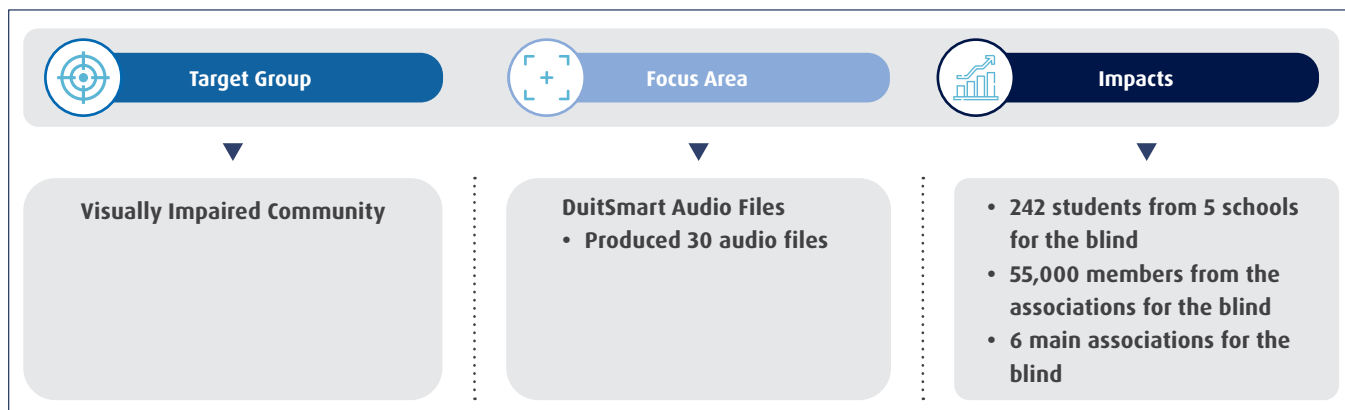 Target Group
Focus Area
Impacts
Visually Impaired Community
DuitSmart Audio Files
• Produced 30 audio files
• 242 students from 5 schools
for the blind
• 55,000 members from the
associations for the blind
• 6 main associations for the
blind